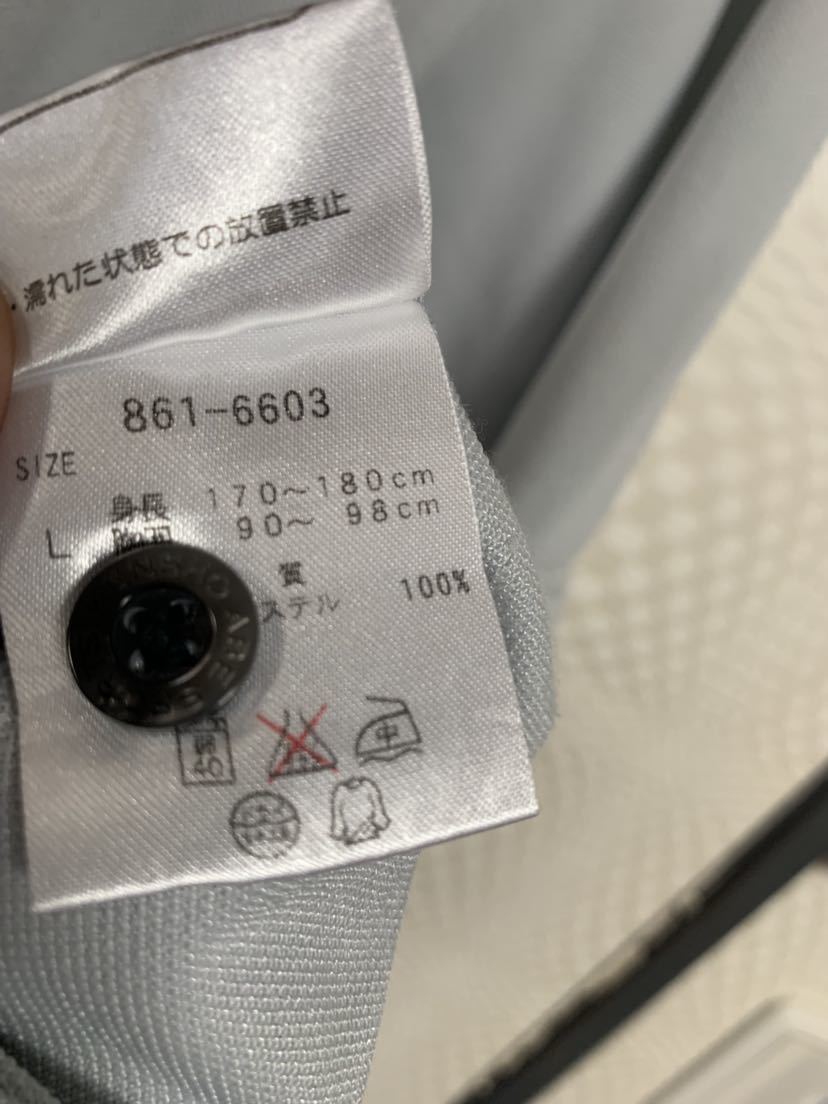 ・濡れた状態での放置禁止
861-6603
SIZE
身長 170〜180cm
L 90〜 98cm
質
ステル 100%
中